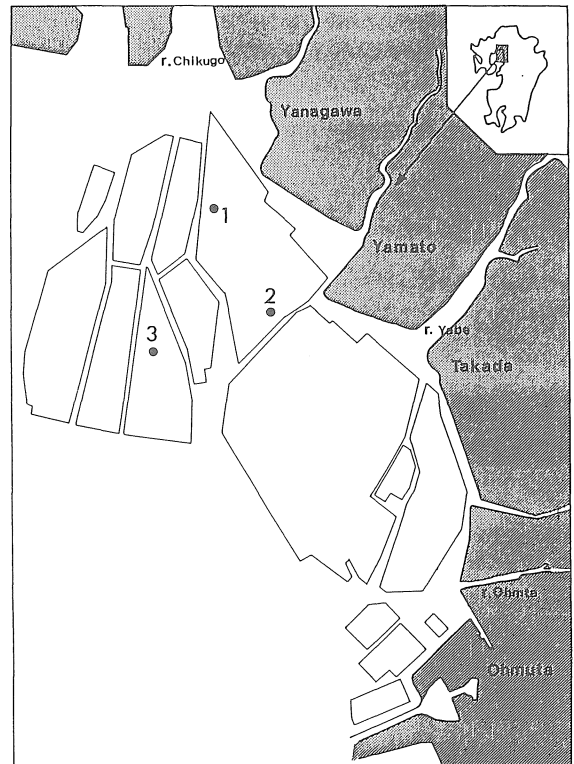 r. Chikugo
Yanagawa
1
Yamato
2
r. Yabe
3
Takada
r. Ohmta
Ohmuta